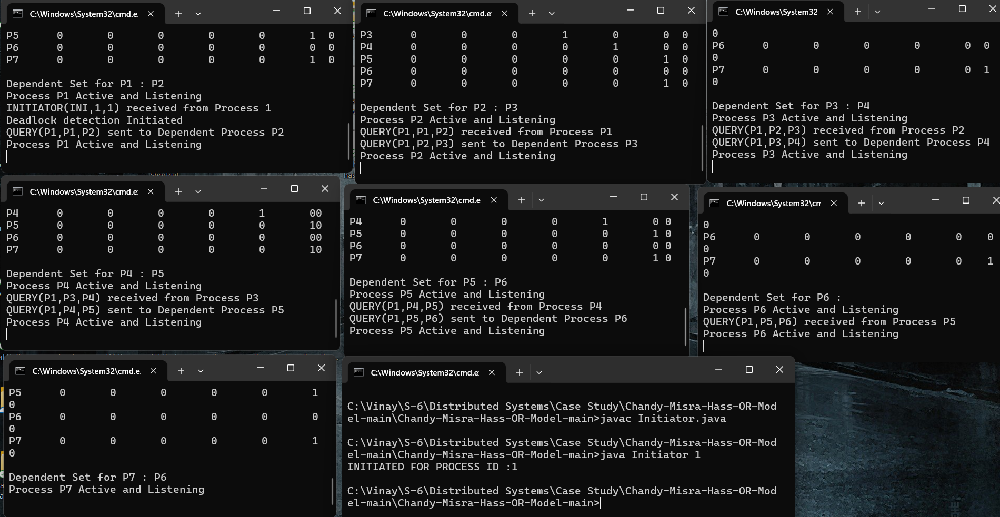 C:\Windows\System32\cmd.e:
P5 0 0 0 0 0 1 0
P6 0 0 0 0 0 0 0
P7 0 0 0 0 0 1 0
Dependent Set for P1 : P2
Process P1 Active and Listening
INITIATOR(INI,1,1) received from Process 1
Deadlock detection Initiated
QUERY(P1,P1,P2) sent to Dependent Process P2
Process P1 Active and Listening
C:\Windows\System32\cmd.e:
P3 0 0 0 1 0 0 0
P4 0 0 0 0 1 0 0
P5 0 0 0 0 0 1 0
P6 0 0 0 0 0 0 0
P7 0 0 0 0 0 1 0
Dependent Set for P2 : P3
Process P2 Active and Listening
QUERY(P1,P1,P2) received from Process P1
QUERY(P1,P2,P3) sent to Dependent Process P3
Process P2 Active and Listening
C:\Windows\System32
0
P6 0 0 0 0 0 0
0
P7 0 0 0 0 0 1
0
Dependent Set for P3 : P4
Process P3 Active and Listening
QUERY(P1,P2,P3) received from Process P2
QUERY(P1,P3,P4) sent to Dependent Process P4
Process P3 Active and Listening
Shortcut
has
C:\Windows\System32\cmd.e:
P4 0 0 0 0 1 00
P5 0 0 0 0 0 10
P6 0 0 0 0 0 00
P7 0 0 0 0 0 10
Dependent Set for P4 : P5
Process P4 Active and Listening
QUERY(P1,P3,P4) received from Process P3
QUERY(P1,P4,P5) sent to Dependent Process P5
Process P4 Active and Listening
C:\Windows\System32\cmd.e:
P4 0 0 0 0 1 0 0
P5 0 0 0 0 0 1 0
P6 0 0 0 0 0 0 0
P7 0 0 0 0 0 1 0
Dependent Set for P5 : P6
Process P5 Active and Listening
QUERY(P1,P4,P5) received from Process P4
QUERY(P1,P5,P6) sent to Dependent Process P6
Process P5 Active and Listening
C:\Windows\System32\cm
0
P6 0 0 0 0 0 0
0
P7 0 0 0 0 0 1
0
Dependent Set for P6 :
Process P6 Active and Listening
QUERY(P1,P5,P6) received from Process P5
Process P6 Active and Listening
C:\Windows\System32\cmd.e:
P5 0 0 0 0 0 1
0
P6 0 0 0 0 0 0
0
P7 0 0 0 0 0 1
0
Dependent Set for P7 : P6
Process P7 Active and Listening
C:\Windows\System32\cmd.e:
C:\Vinay\S-6\Distributed Systems\Case Study\Chandy-Misra-Hass-OR-Mod
el-main\Chandy-Misra-Hass-OR-Model-main>javac Initiator.java
C:\Vinay\S-6\Distributed Systems\Case Study\Chandy-Misra-Hass-OR-Mod
el-main\Chandy-Misra-Hass-OR-Model-main>java Initiator 1
INITIATED FOR PROCESS ID :1
C:\Vinay\S-6\Distributed Systems\Case Study\Chandy-Misra-Hass-OR-Mod
el-main\Chandy-Misra-Hass-OR-Model-main>